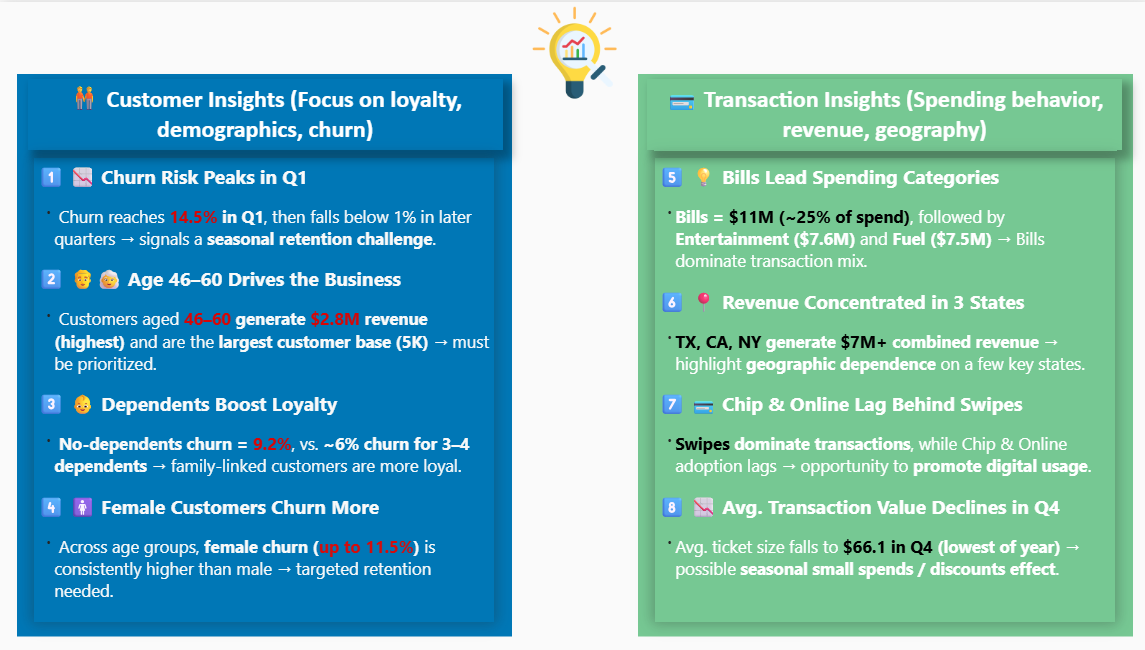 Customer Insights (Focus on loyalty,
demographics, churn)
1 Churn Risk Peaks in Q1
· Churn reaches 14.5% in Q1, then falls below 1% in later
quarters → signals a seasonal retention challenge.
2 Age 46–60 Drives the Business
· Customers aged 46–60 generate $2.8M revenue
(highest) and are the largest customer base (5K) → must
be prioritized.
3 Dependents Boost Loyalty
· No-dependents churn = 9.2%, vs. ~6% churn for 3–4
dependents → family-linked customers are more loyal.
4 Female Customers Churn More
· Across age groups, female churn (up to 11.5%) is
consistently higher than male → targeted retention
needed.
Transaction Insights (Spending behavior,
revenue, geography)
5 Bills Lead Spending Categories
· Bills = $11M (~25% of spend), followed by
Entertainment ($7.6M) and Fuel ($7.5M) → Bills
dominate transaction mix.
6 Revenue Concentrated in 3 States
· TX, CA, NY generate $7M+ combined revenue →
highlight geographic dependence on a few key states.
7 Chip & Online Lag Behind Swipes
· Swipes dominate transactions, while Chip & Online
adoption lags → opportunity to promote digital usage.
8 Avg. Transaction Value Declines in Q4
· Avg. ticket size falls to $66.1 in Q4 (lowest of year) →
possible seasonal small spends / discounts effect.